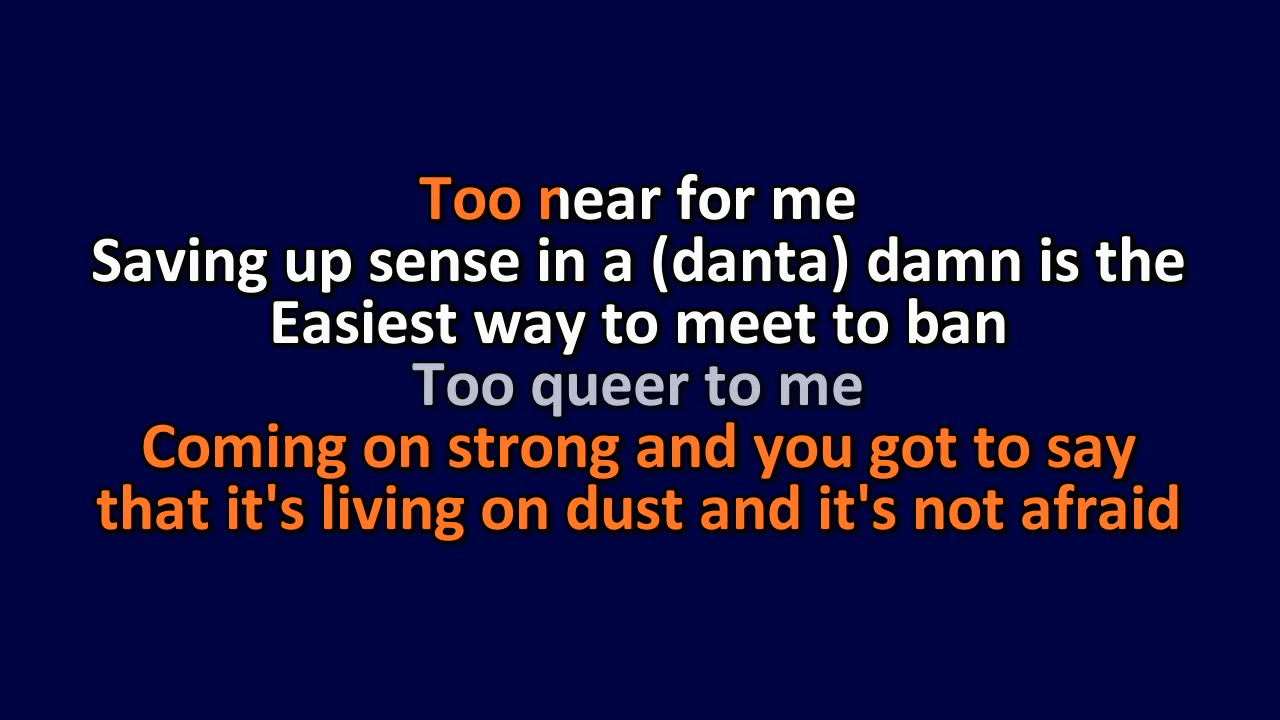 Too near for me
Saving up sense in a (danta) damn is the
Easiest way to meet to ban
Too queer to me
Coming on strong and you got to say
that it's living on dust and it's not afraid